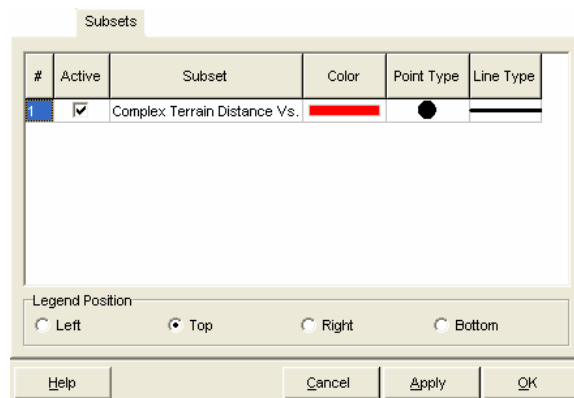 Subsets
# Active Subset Color Point Type Line Type
1 Complex Terrain Distance Vs.
Legend Position
Left Top Right Bottom
Help Cancel Apply OK